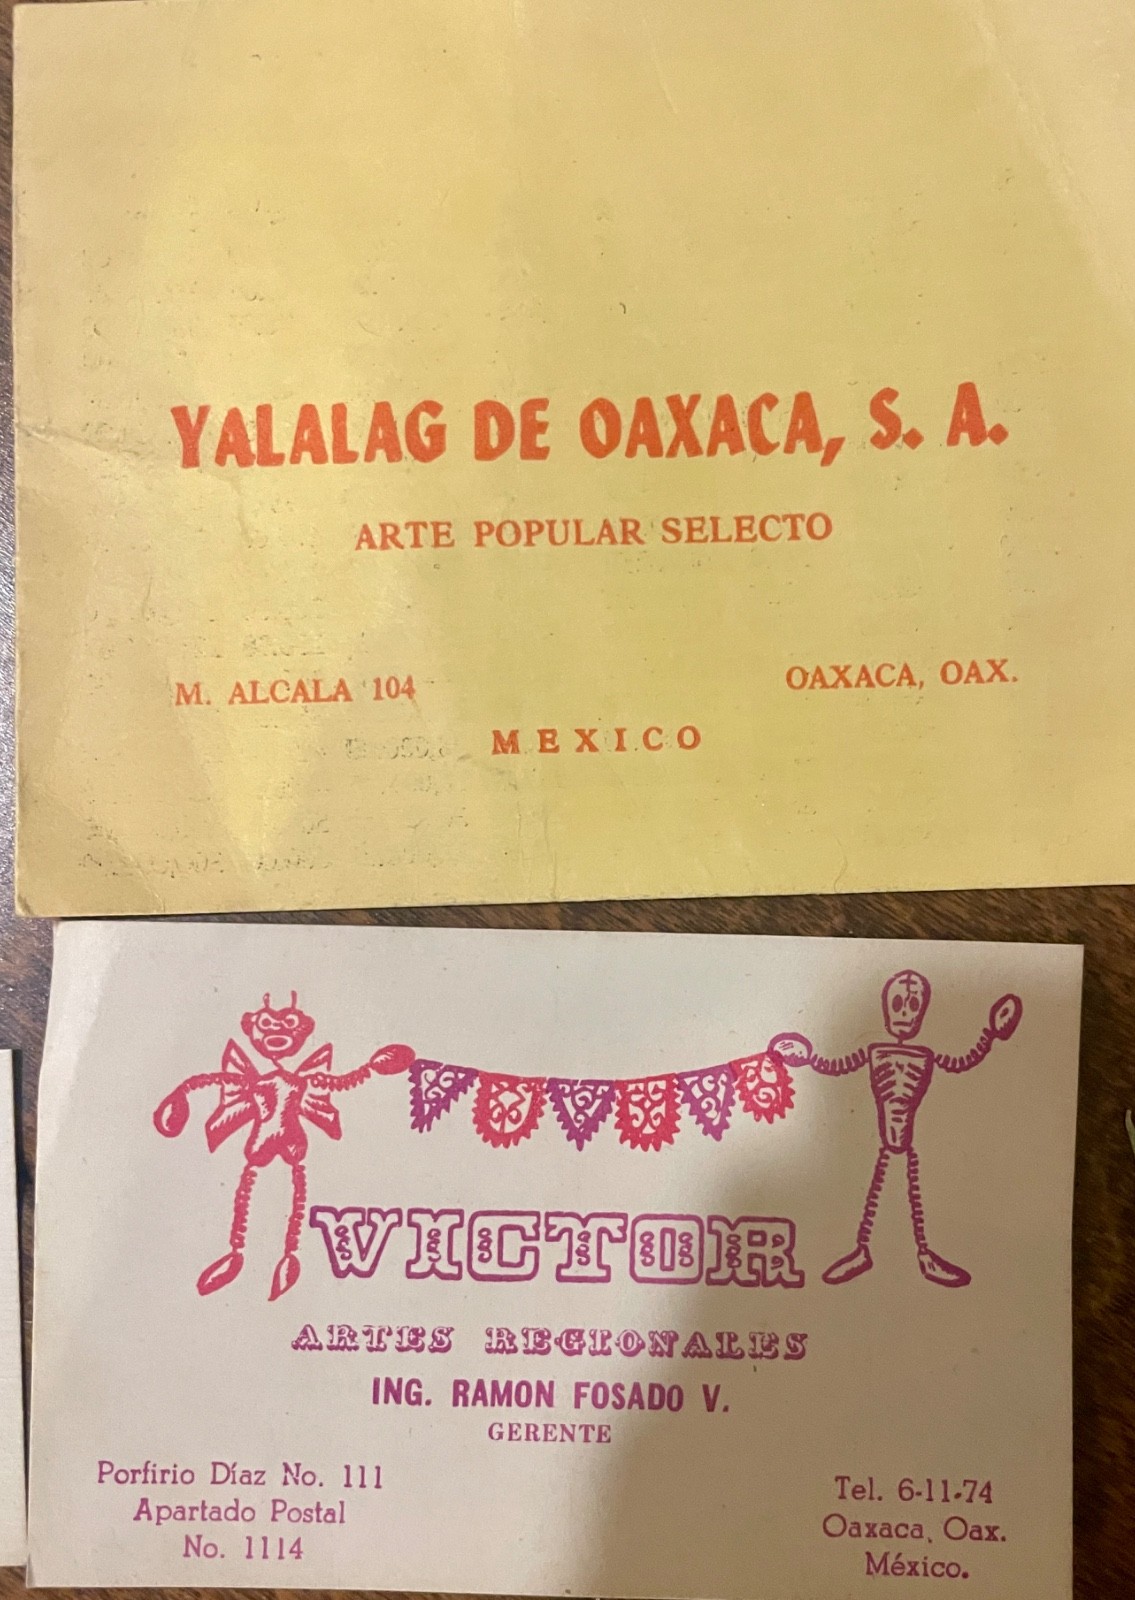 YALALAG DE OAXACA, S. A.
ARTE POPULAR SELECTO
M. ALCALA 104
OAXACA, OAX.
MEXICO
VICTOR
ARTES REGIONALES
ING. RAMON FOSADO V.
GERENTE
Porfirio Díaz No. 111
Apartado Postal
No. 1114
Tel. 6-11-74
Oaxaca, Oax.
México.